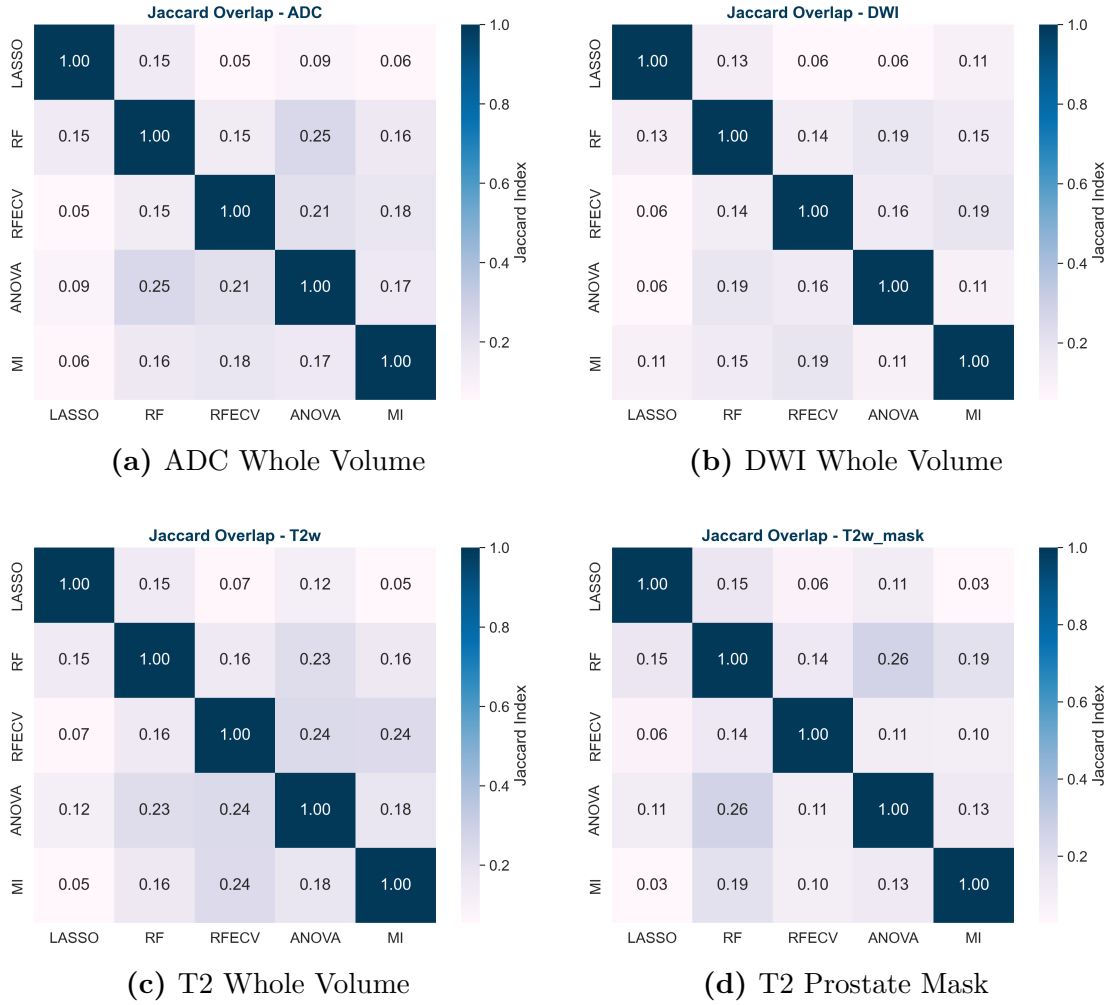 Jaccard Overlap - ADC
LASSO 1.00 0.15 0.05 0.09 0.06
RF 0.15 1.00 0.15 0.25 0.16
RFECV 0.05 0.15 1.00 0.21 0.18
ANOVA 0.09 0.25 0.21 1.00 0.17
MI 0.06 0.16 0.18 0.17 1.00
LASSO RF RFECV ANOVA MI
1.0
0.8
0.6
0.4
0.2
Jaccard Index
(a) ADC Whole Volume
Jaccard Overlap - DWI
LASSO 1.00 0.13 0.06 0.06 0.11
RF 0.13 1.00 0.14 0.19 0.15
RFECV 0.06 0.14 1.00 0.16 0.19
ANOVA 0.06 0.19 0.16 1.00 0.11
MI 0.11 0.15 0.19 0.11 1.00
LASSO RF RFECV ANOVA MI
1.0
0.8
0.6
0.4
0.2
Jaccard Index
(b) DWI Whole Volume
Jaccard Overlap - T2w
LASSO 1.00 0.15 0.07 0.12 0.05
RF 0.15 1.00 0.16 0.23 0.16
RFECV 0.07 0.16 1.00 0.24 0.24
ANOVA 0.12 0.23 0.24 1.00 0.18
MI 0.05 0.16 0.24 0.18 1.00
LASSO RF RFECV ANOVA MI
1.0
0.8
0.6
0.4
0.2
Jaccard Index
(c) T2 Whole Volume
Jaccard Overlap - T2w_mask
LASSO 1.00 0.15 0.06 0.11 0.03
RF 0.15 1.00 0.14 0.26 0.19
RFECV 0.06 0.14 1.00 0.11 0.10
ANOVA 0.11 0.26 0.11 1.00 0.13
MI 0.03 0.19 0.10 0.13 1.00
LASSO RF RFECV ANOVA MI
1.0
0.8
0.6
0.4
0.2
Jaccard Index
(d) T2 Prostate Mask